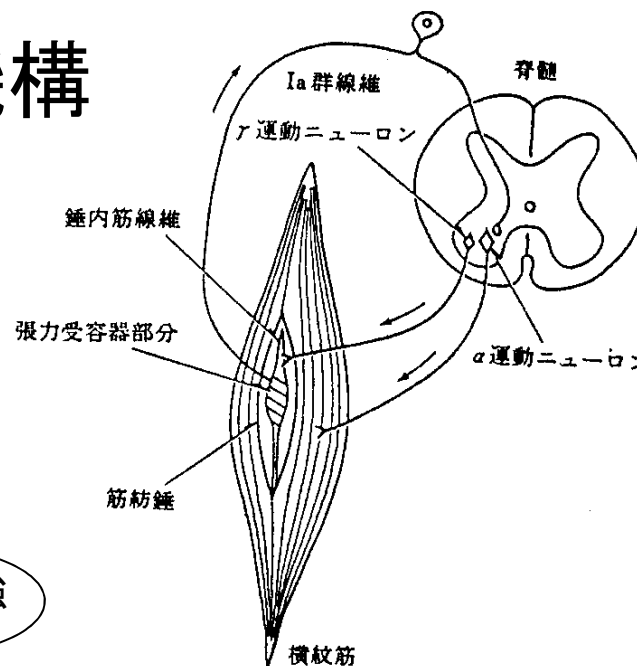 構
Ia群線維
脊髄
γ運動ニューロン
錘内筋線維
張力受容器部分
α運動ニューロン
筋紡錘
横紋筋